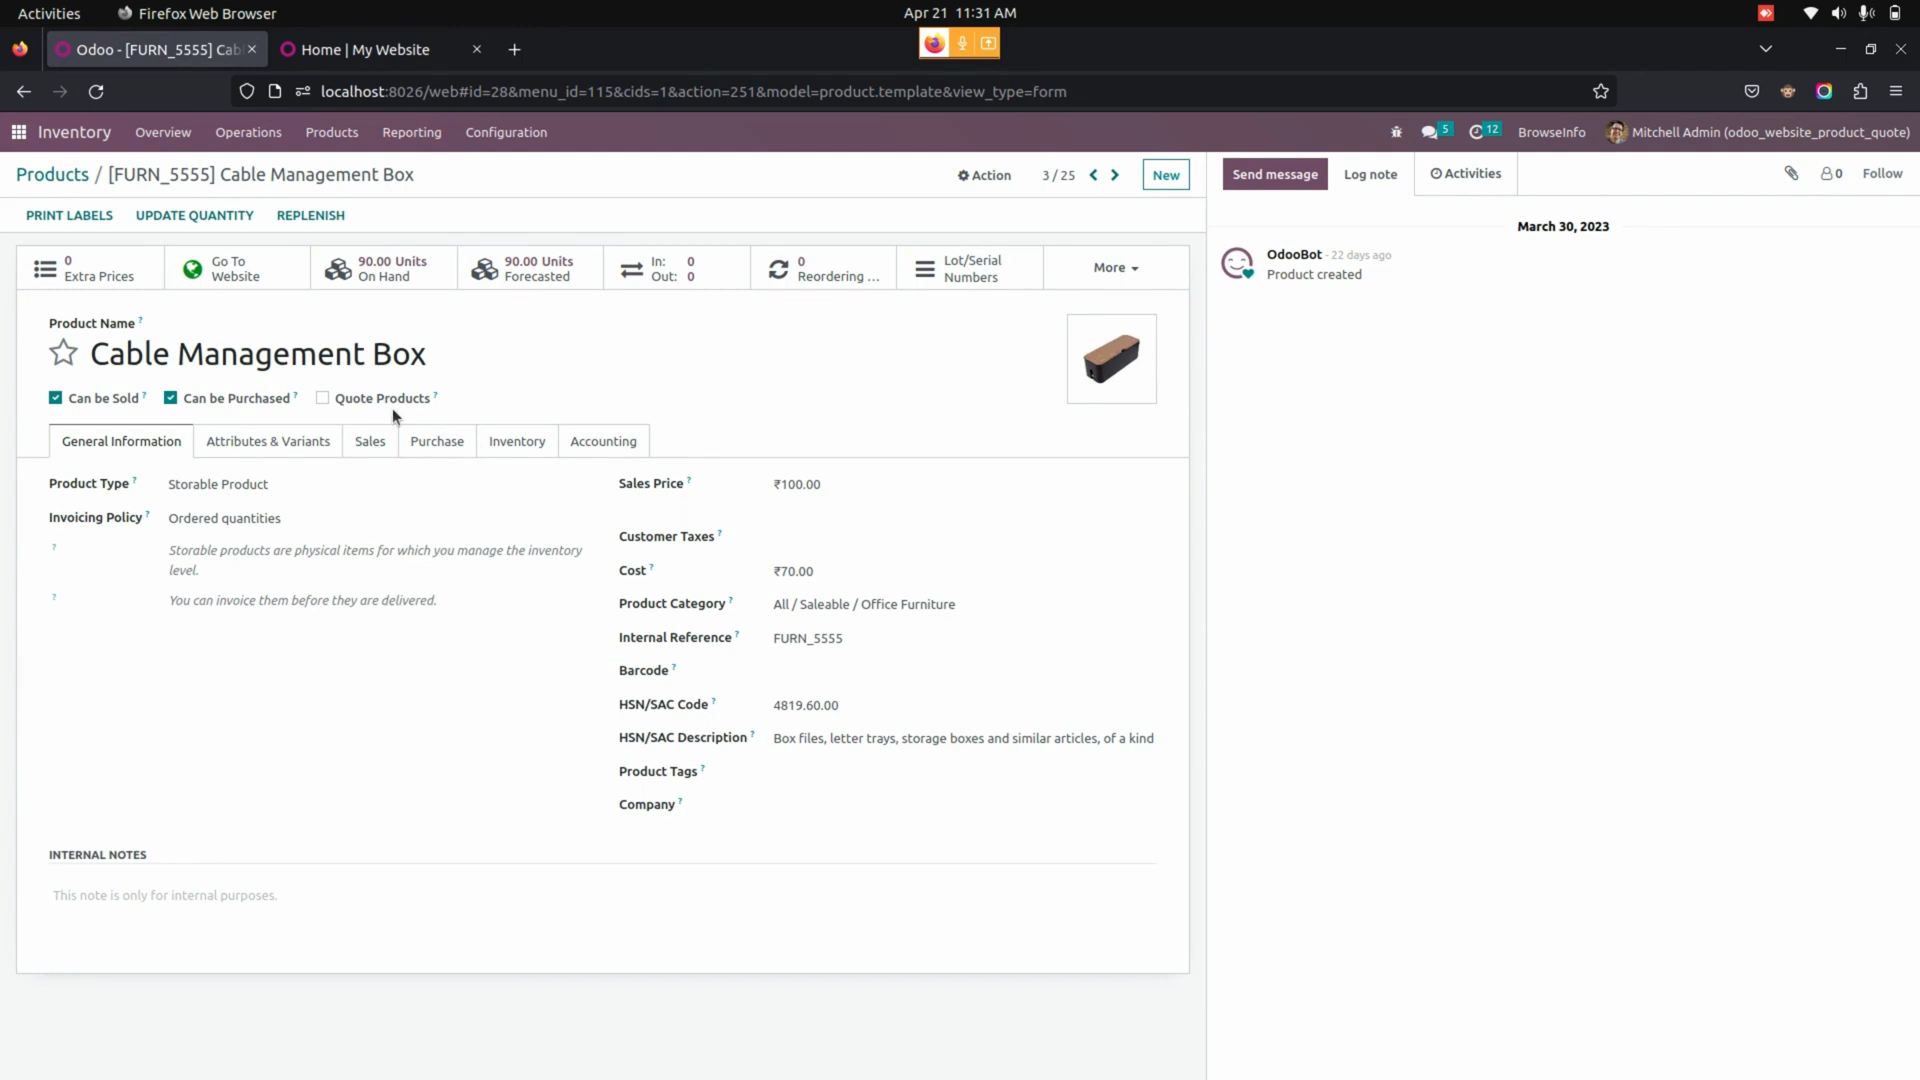 Activities
Firefox Web Browser
Apr 21 11:31 AM
Odoo - [FURN_5555] Cab
Home | My Website
localhost:8026/web#id=28&menu_id=115&cids=1&action=251&model=product.template&view_type=form
Inventory
Overview
Operations
Products
Reporting
Configuration
5
12
BrowseInfo
Mitchell Admin (odoo_website_product_quote)
Products / [FURN_5555] Cable Management Box
Action
3 / 25
New
Send message
Log note
Activities
0
Follow
PRINT LABELS
UPDATE QUANTITY
REPLENISH
0
Extra Prices
Go To
Website
90.00 Units
On Hand
90.00 Units
Forecasted
In: 0
Out: 0
0
Reordering ...
Lot/Serial
Numbers
More
March 30, 2023
OdooBot - 22 days ago
Product created
Product Name ?
Cable Management Box
Can be Sold ?
Can be Purchased ?
Quote Products ?
General Information
Attributes & Variants
Sales
Purchase
Inventory
Accounting
Product Type ?
Storable Product
Invoicing Policy ?
Ordered quantities
?
Storable products are physical items for which you manage the inventory
level.
?
You can invoice them before they are delivered.
Sales Price ?
₹100.00
Customer Taxes ?
Cost ?
₹70.00
Product Category ?
All / Saleable / Office Furniture
Internal Reference ?
FURN_5555
Barcode ?
HSN/SAC Code ?
4819.60.00
HSN/SAC Description ?
Box files, letter trays, storage boxes and similar articles, of a kind
Product Tags ?
Company ?
INTERNAL NOTES
This note is only for internal purposes.